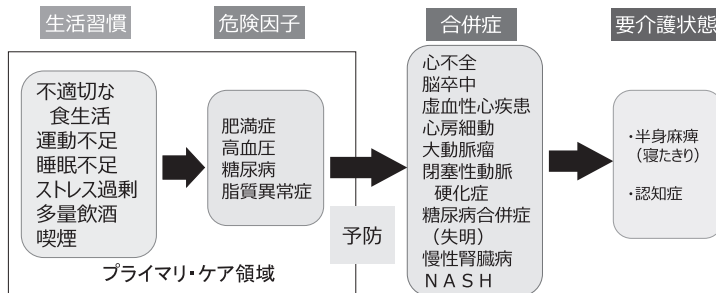 生活習慣
危険因子
合併症
要介護状態
不適切な
食生活
運動不足
睡眠不足
ストレス過剰
多量飲酒
喫煙
肥満症
高血圧
糖尿病
脂質異常症
予防
プライマリ・ケア領域
心不全
脳卒中
虚血性心疾患
心房細動
大動脈瘤
閉塞性動脈
硬化症
糖尿病合併症
（失明）
慢性腎臓病
ＮＡＳＨ
・半身麻痺
（寝たきり）
・認知症